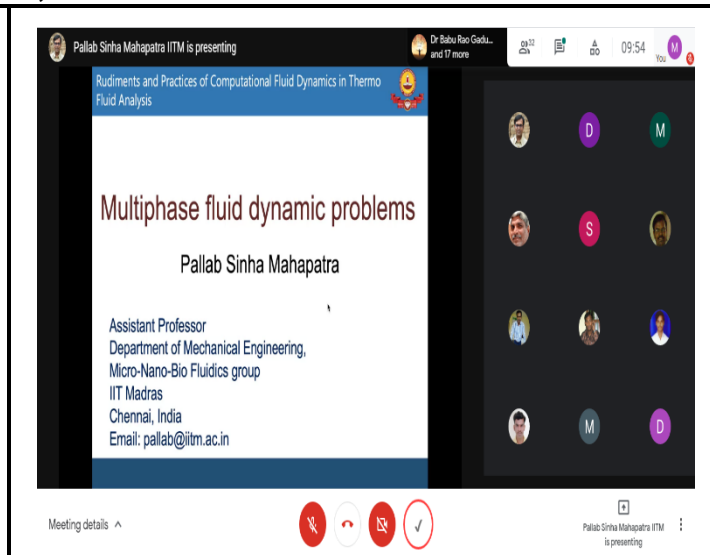 Pallab Sinha Mahapatra IITM is presenting
Dr Babu Rao Gadu...
and 17 more
32
09:54
You
M
Rudiments and Practices of Computational Fluid Dynamics in Thermo
Fluid Analysis
Multiphase fluid dynamic problems
Pallab Sinha Mahapatra
Assistant Professor
Department of Mechanical Engineering,
Micro-Nano-Bio Fluidics group
IIT Madras
Chennai, India
Email: pallab@iitm.ac.in
D
M
S
M
D
Meeting details
Pallab Sinha Mahapatra IITM
is presenting